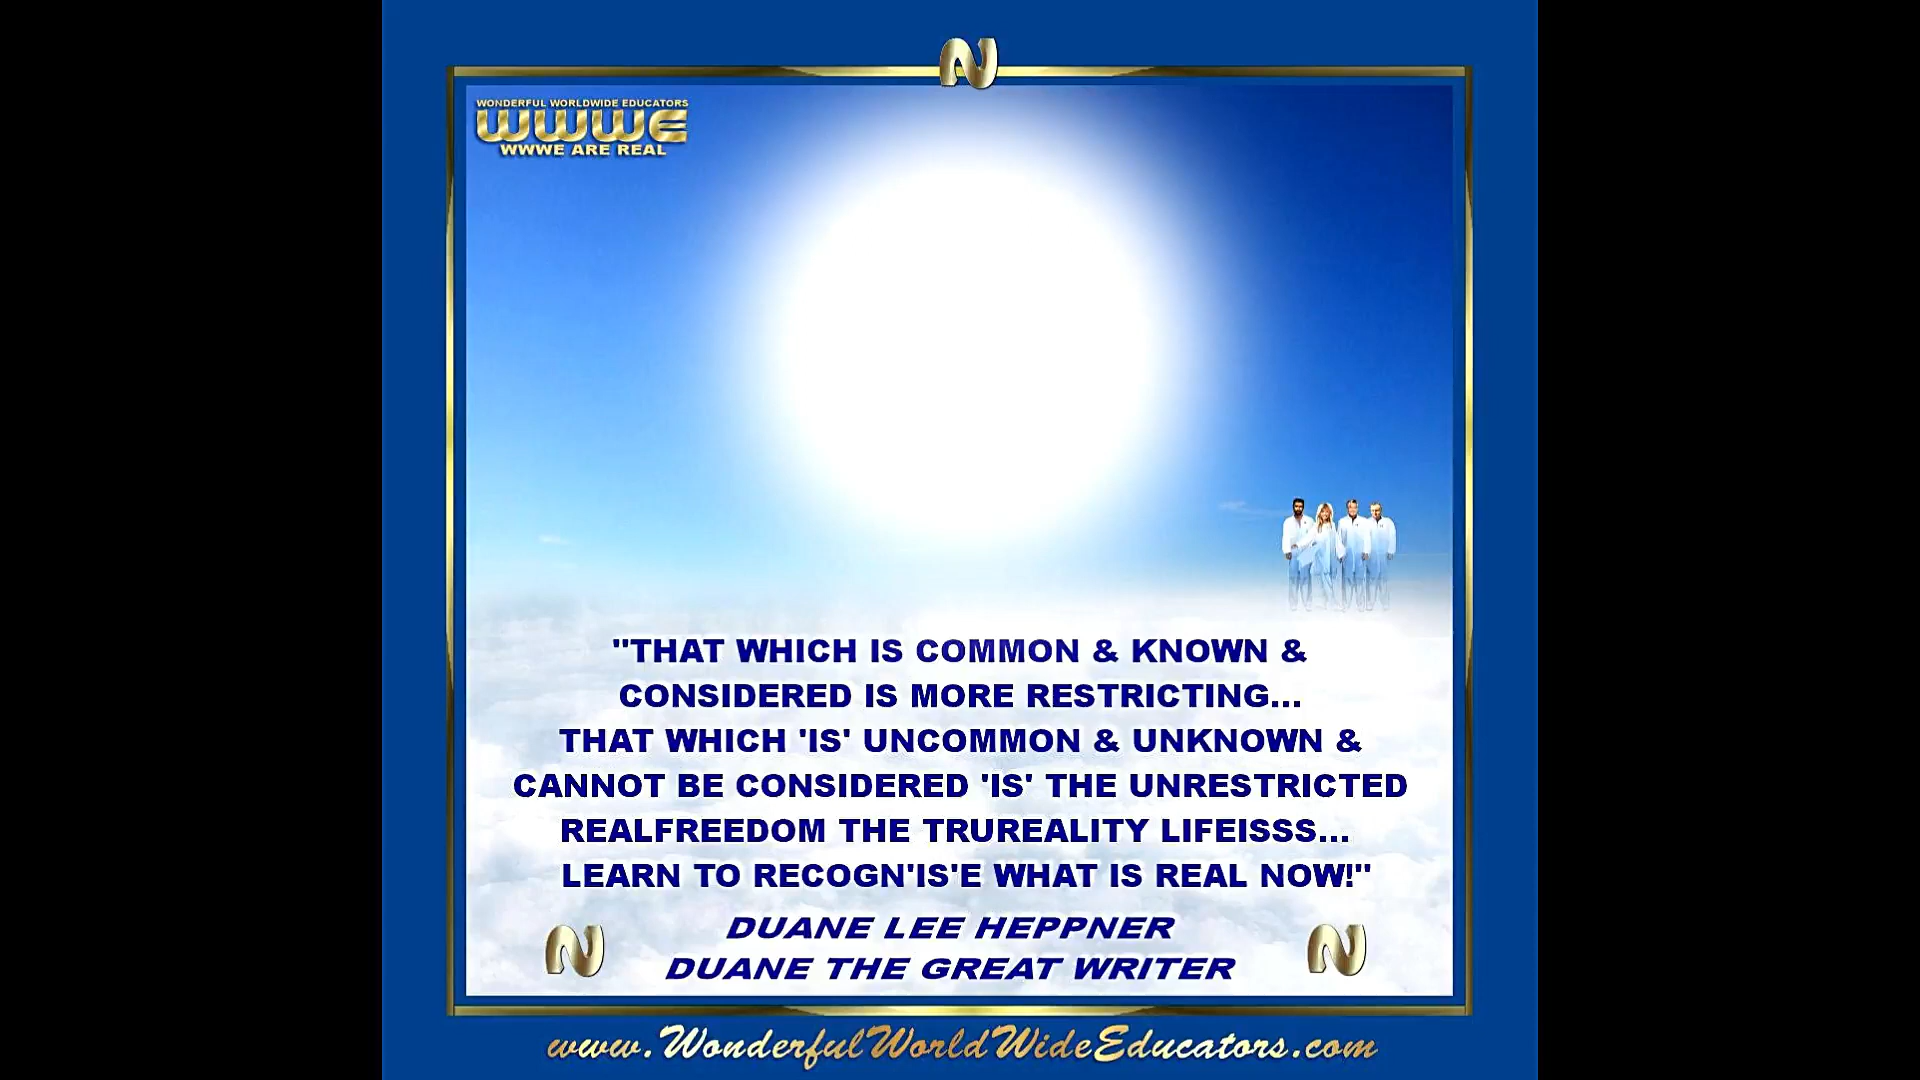 N
WONDERFUL WORLDWIDE EDUCATORS
WWWE
WWWE ARE REAL
"THAT WHICH IS COMMON & KNOWN &
CONSIDERED IS MORE RESTRICTING...
THAT WHICH 'IS' UNCOMMON & UNKNOWN &
CANNOT BE CONSIDERED 'IS' THE UNRESTRICTED
REALFREEDOM THE TRUREALITY LIFEISSS...
LEARN TO RECOGN'IS'E WHAT IS REAL NOW!"
DUANE LEE HEPPNER
N DUANE THE GREAT WRITER N
www.WonderfulWorldWideEducators.com